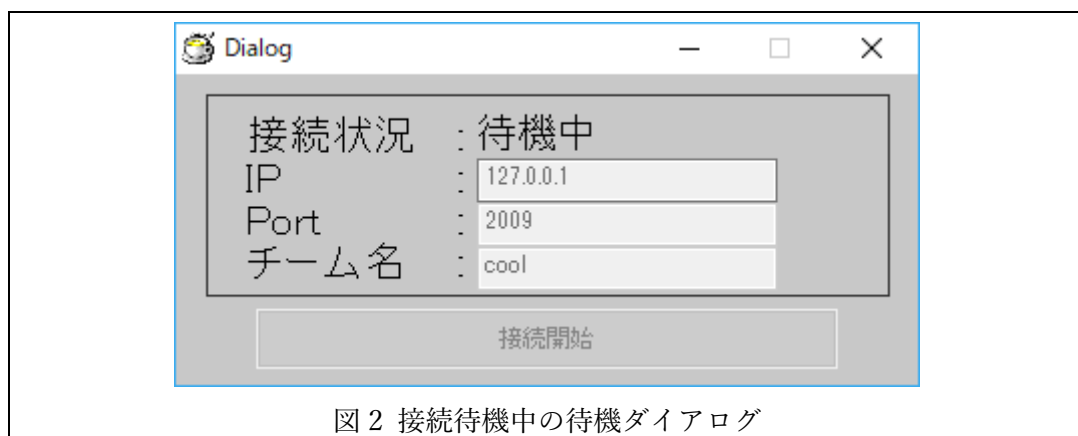 Dialog
接続状況 : 待機中
IP : 127.0.0.1
Port : 2009
チーム名 : cool
接続開始
図 2 接続待機中の待機ダイアログ